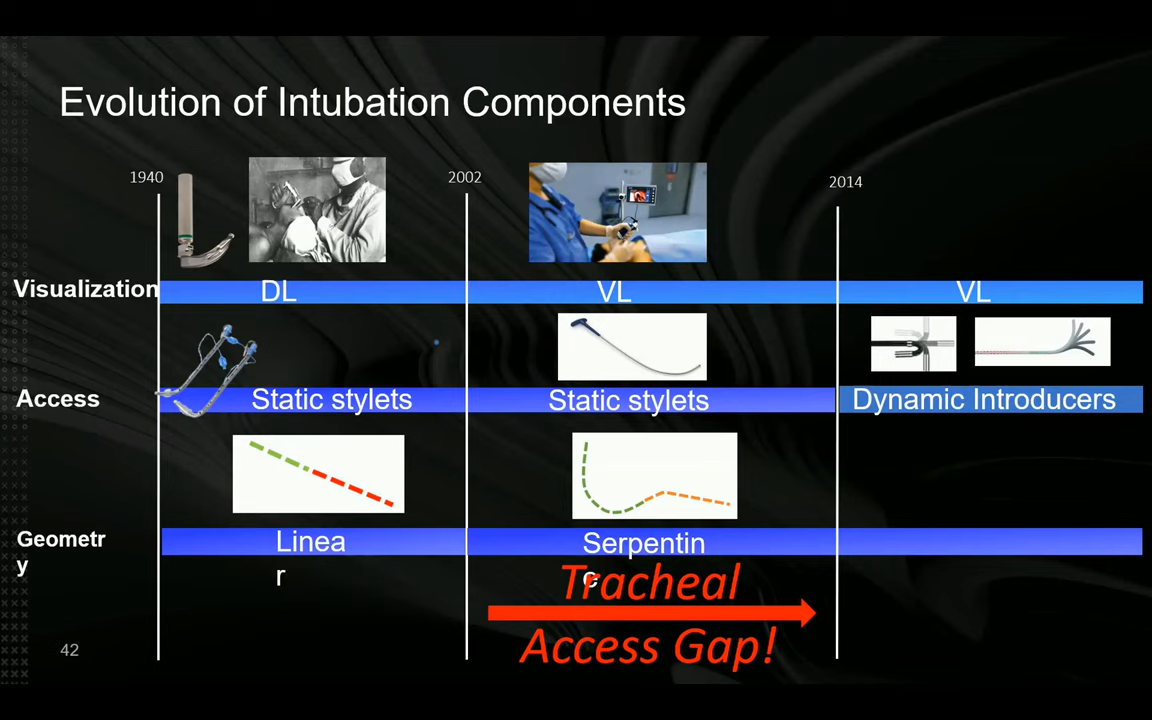 Evolution of Intubation Components
1940
2002
2014
Visualization
DL
VL
VL
Access
Static stylets
Static stylets
Dynamic Introducers
Geometr
y
Linea
r
Serpentin
e
Tracheal
Access Gap!
42